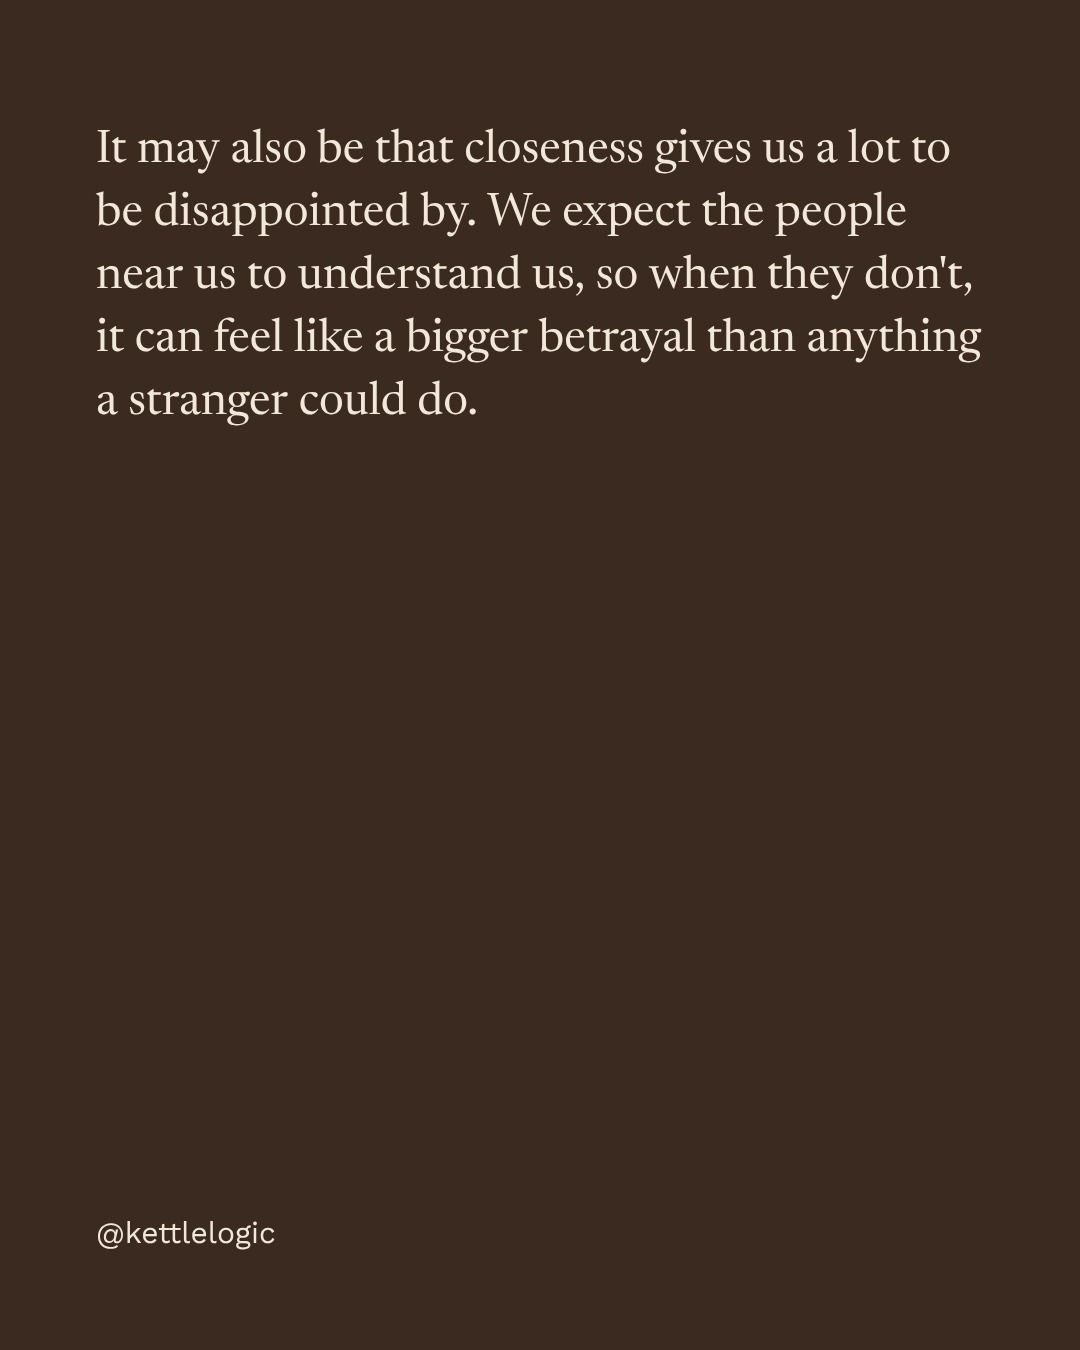 It may also be that closeness gives us a lot to
be disappointed by. We expect the people
near us to understand us, so when they don't,
it can feel like a bigger betrayal than anything
a stranger could do.
@kettlelogic